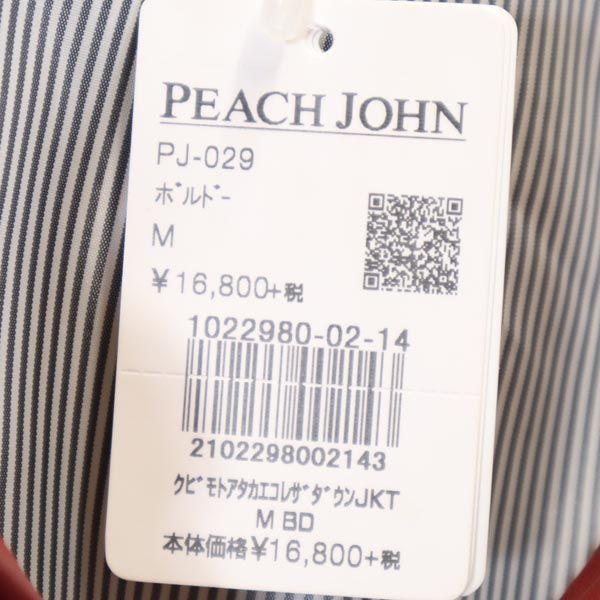 PEACH JOHN
PJ-029
ﾎﾞﾙﾄﾞｰ
M
¥16,800+税
1022980-02-14
2102298002143
ｸﾋﾞﾓﾄｱﾀｶｴｺﾚｻﾞﾀﾞｳﾝJKT
M BD
本体価格¥16,800+税